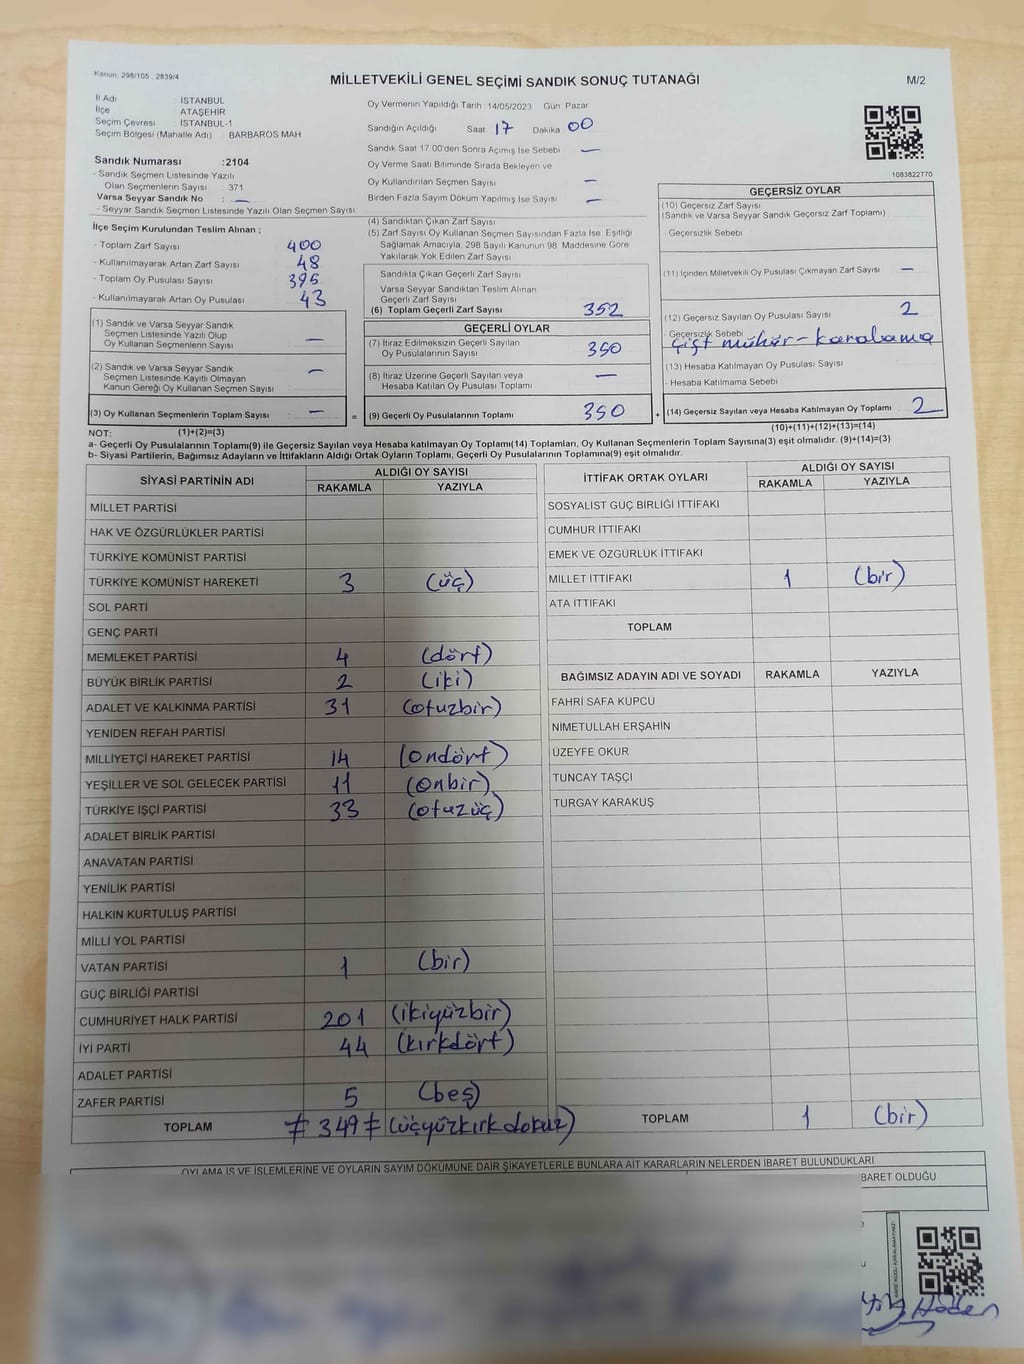 Kanun: 298/105 , 2839/4
MİLLETVEKİLİ GENEL SEÇİMİ SANDIK SONUÇ TUTANAĞI
M/2
İl Adı : İSTANBUL
İlçe : ATAŞEHİR
Seçim Çevresi : İSTANBUL-1
Seçim Bölgesi (Mahalle Adı) : BARBAROS MAH.
Sandık Numarası :2104
- Sandık Seçmen Listesinde Yazılı
Olan Seçmenlerin Sayısı : 371
Varsa Seyyar Sandık No : —
- Seyyar Sandık Seçmen Listesinde Yazılı Olan Seçmen Sayısı:
Oy Vermenin Yapıldığı Tarih :14/05/2023 Gün: Pazar
Sandığın Açıldığı Saat: 17 Dakika: 00
Sandık Saat 17.00'den Sonra Açımış İse Sebebi —
Oy Verme Saati Bitiminde Sırada Bekleyen ve
Oy Kullandırılan Seçmen Sayısı —
Birden Fazla Sayım Döküm Yapılmış İse Sayısı —
1083822770
İlçe Seçim Kurulundan Teslim Alınan ;
- Toplam Zarf Sayısı 400
- Kullanılmayarak Artan Zarf Sayısı 48
- Toplam Oy Pusulası Sayısı 395
- Kullanılmayarak Artan Oy Pusulası 43
(1) Sandık ve Varsa Seyyar Sandık
Seçmen Listesinde Yazılı Olup
Oy Kullanan Seçmenlerin Sayısı —
(2) Sandık ve Varsa Seyyar Sandık
Seçmen Listesinde Kayıtlı Olmayan
Kanun Gereği Oy Kullanan Seçmen Sayısı —
(3) Oy Kullanan Seçmenlerin Toplam Sayısı —
(1)+(2)=(3)
(4) Sandıktan Çıkan Zarf Sayısı
(5) Zarf Sayısı Oy Kullanan Seçmen Sayısından Fazla İse, Eşitliği
Sağlamak Amacıyla, 298 Sayılı Kanunun 98. Maddesine Göre
Yakılarak Yok Edilen Zarf Sayısı
Sandıkta Çıkan Geçerli Zarf Sayısı
Varsa Seyyar Sandıktan Teslim Alınan
Geçerli Zarf Sayısı
(6) Toplam Geçerli Zarf Sayısı 352
GEÇERLİ OYLAR
(7) İtiraz Edilmeksizin Geçerli Sayılan
Oy Pusulalarının Sayısı 350
(8) İtiraz Üzerine Geçerli Sayılan veya
Hesaba Katılan Oy Pusulası Toplamı —
= (9) Geçerli Oy Pusulalarının Toplamı 350 +
GEÇERSİZ OYLAR
(10) Geçersiz Zarf Sayısı
(Sandık ve Varsa Seyyar Sandık Geçersiz Zarf Toplamı)
- Geçersizlik Sebebi
(11) İçinden Milletvekili Oy Pusulası Çıkmayan Zarf Sayısı —
(12) Geçersiz Sayılan Oy Pusulası Sayısı 2
- Geçersizlik Sebebi
çift mühür-karalama
(13) Hesaba Katılmayan Oy Pusulası Sayısı
- Hesaba Katılmama Sebebi
(14) Geçersiz Sayılan veya Hesaba Katılmayan Oy Toplamı 2
(10)+(11)+(12)+(13)=(14)
NOT:
a- Geçerli Oy Pusulalarının Toplamı(9) ile Geçersiz Sayılan veya Hesaba katılmayan Oy Toplamı(14) Toplamları, Oy Kullanan Seçmenlerin Toplam Sayısına(3) eşit olmalıdır. (9)+(14)=(3)
b- Siyasi Partilerin, Bağımsız Adayların ve İttifakların Aldığı Ortak Oyların Toplamı, Geçerli Oy Pusulalarının Toplamına(9) eşit olmalıdır.
SİYASİ PARTİNİN ADI ALDIĞI OY SAYISI
RAKAMLA YAZIYLA
MİLLET PARTİSİ
HAK VE ÖZGÜRLÜKLER PARTİSİ
TÜRKİYE KOMÜNİST PARTİSİ
TÜRKİYE KOMÜNİST HAREKETİ 3 (üç)
SOL PARTİ
GENÇ PARTİ
MEMLEKET PARTİSİ 4 (dört)
BÜYÜK BİRLİK PARTİSİ 2 (iki)
ADALET VE KALKINMA PARTİSİ 31 (otuzbir)
YENİDEN REFAH PARTİSİ
MİLLİYETÇİ HAREKET PARTİSİ 14 (ondört)
YEŞİLLER VE SOL GELECEK PARTİSİ 11 (onbir)
TÜRKİYE İŞÇİ PARTİSİ 33 (otuzüç)
ADALET BİRLİK PARTİSİ
ANAVATAN PARTİSİ
YENİLİK PARTİSİ
HALKIN KURTULUŞ PARTİSİ
MİLLİ YOL PARTİSİ
VATAN PARTİSİ 1 (bir)
GÜÇ BİRLİĞİ PARTİSİ
CUMHURİYET HALK PARTİSİ 201 (ikiyüzbir)
İYİ PARTİ 44 (kırkdört)
ADALET PARTİSİ
ZAFER PARTİSİ 5 (beş)
TOPLAM ≠ 349 ≠ (üçyüzkırkdokuz)
İTTİFAK ORTAK OYLARI ALDIĞI OY SAYISI
RAKAMLA YAZIYLA
SOSYALİST GÜÇ BİRLİĞİ İTTİFAKI
CUMHUR İTTİFAKI
EMEK VE ÖZGÜRLÜK İTTİFAKI
MİLLET İTTİFAKI 1 (bir)
ATA İTTİFAKI
TOPLAM
BAĞIMSIZ ADAYIN ADI VE SOYADI RAKAMLA YAZIYLA
FAHRİ SAFA KÜPCÜ
NİMETULLAH ERŞAHİN
ÜZEYFE OKUR
TUNCAY TAŞÇI
TURGAY KARAKUŞ
TOPLAM 1 (bir)
OYLAMA İŞ VE İŞLEMLERİNE VE OYLARIN SAYIM DÖKÜMÜNE DAİR ŞİKAYETLERLE BUNLARA AİT KARARLARIN NELERDEN İBARET BULUNDUKLARI
BARET OLDUĞU